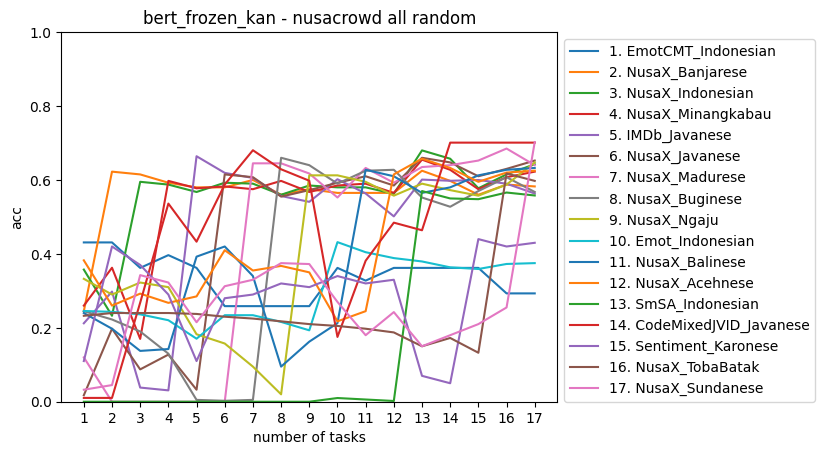 bert_frozen_kan - nusacrowd all random
1.0
0.8
0.6
0.4
0.2
0.0
acc
1 2 3 4 5 6 7 8 9 10 11 12 13 14 15 16 17
number of tasks
1. EmotCMT_Indonesian
2. NusaX_Banjarese
3. NusaX_Indonesian
4. NusaX_Minangkabau
5. IMDb_Javanese
6. NusaX_Javanese
7. NusaX_Madurese
8. NusaX_Buginese
9. NusaX_Ngaju
10. Emot_Indonesian
11. NusaX_Balinese
12. NusaX_Acehnese
13. SmSA_Indonesian
14. CodeMixedJVID_Javanese
15. Sentiment_Karonese
16. NusaX_TobaBatak
17. NusaX_Sundanese